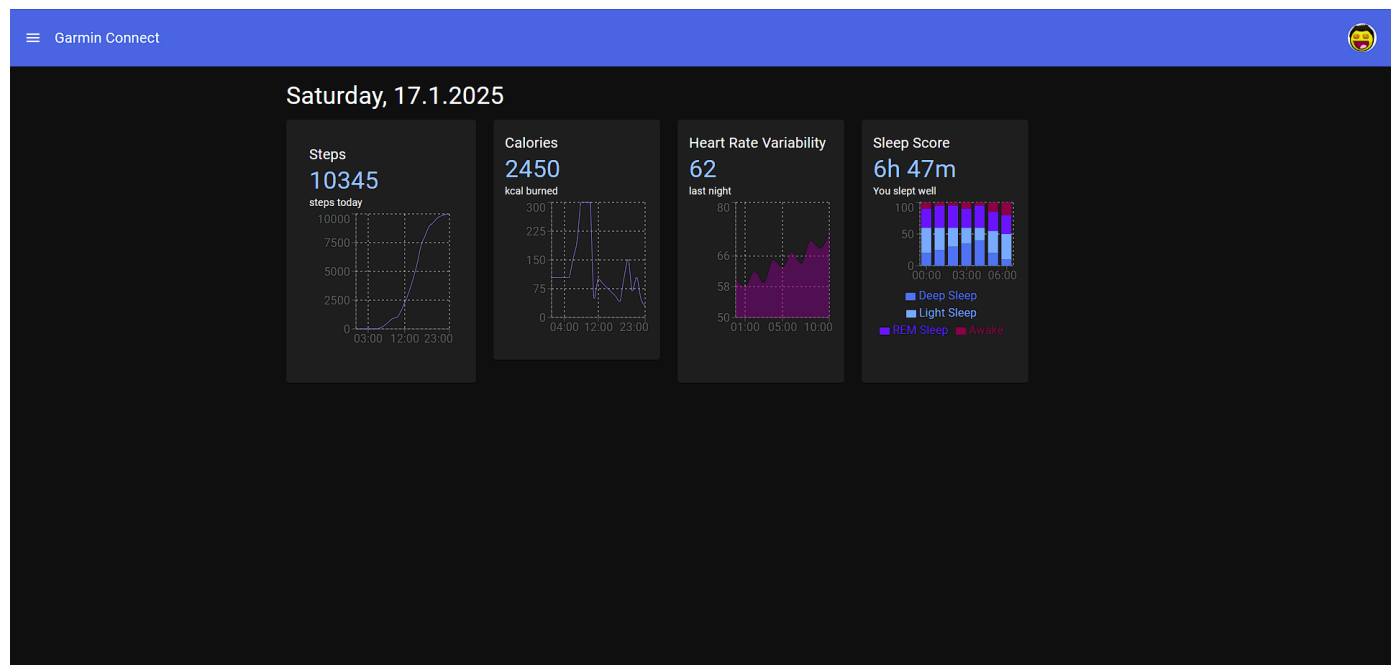 Garmin Connect
Saturday, 17.1.2025
Steps
10345
steps today
10000
7500
5000
2500
0
03:00 12:00 23:00
Calories
2450
kcal burned
300
225
150
75
0
04:00 12:00 23:00
Heart Rate Variability
62
last night
80
66
58
50
01:00 05:00 10:00
Sleep Score
6h 47m
You slept well
100
50
0
00:00 03:00 06:00
Deep Sleep
Light Sleep
REM Sleep Awake